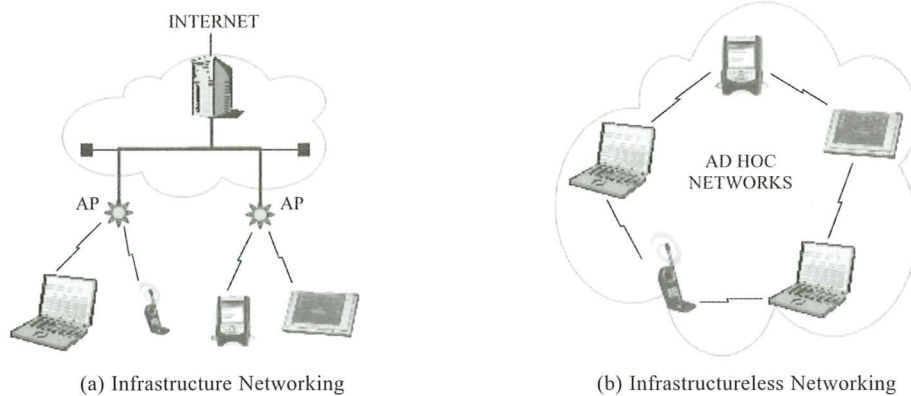 INTERNET
AP
AP
(a) Infrastructure Networking
AD HOC
NETWORKS
(b) Infrastructureless Networking